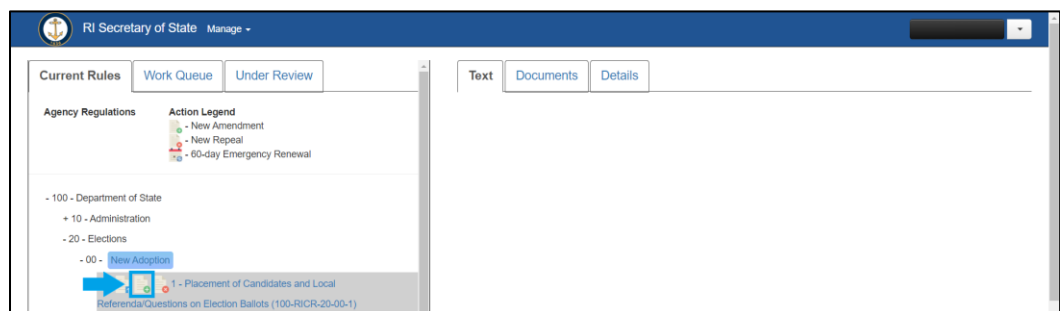 RI Secretary of State Manage
Current Rules Work Queue Under Review
Text Documents Details
Agency Regulations Action Legend
- New Amendment
- New Repeal
- 60-day Emergency Renewal
- 100 - Department of State
+ 10 - Administration
- 20 - Elections
- 00 - New Adoption
1 - Placement of Candidates and Local
Referenda/Questions on Election Ballots (100-RICR-20-00-1)